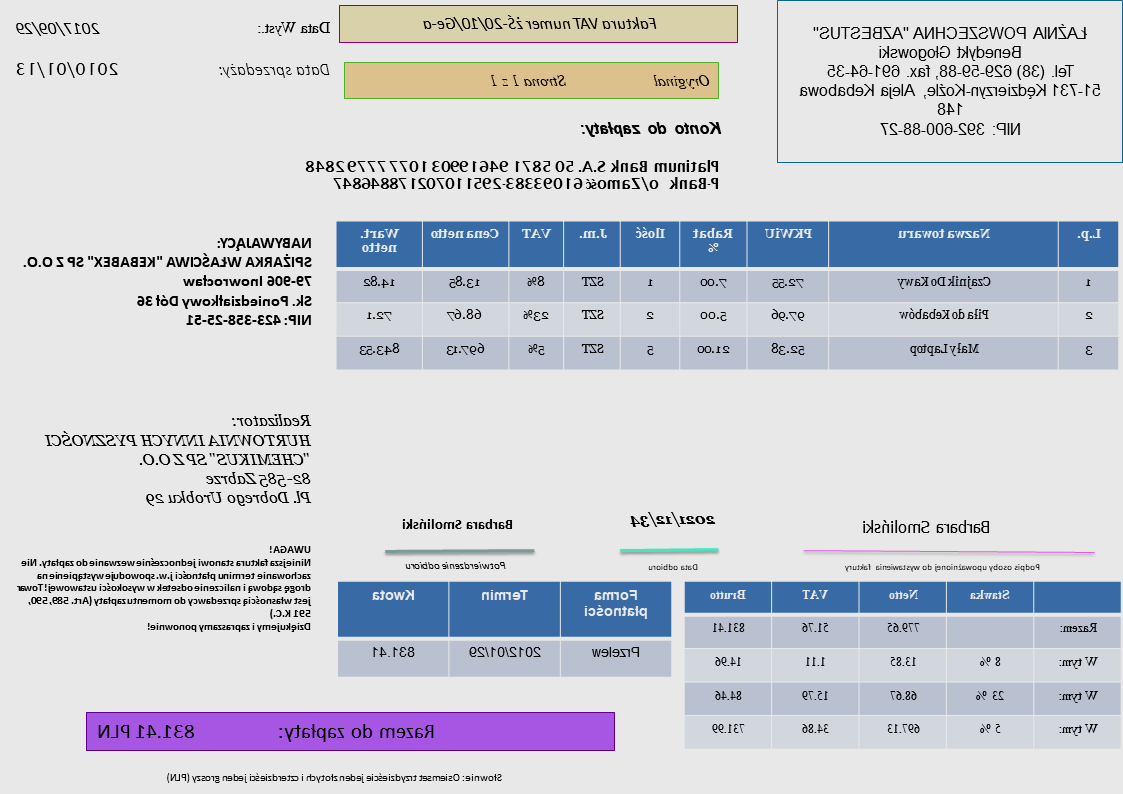 ŁAŹNIA POWSZECHNA "AZBESTUS"
Benedykt Głogowski
Tel. (38) 629-59-88, fax. 691-64-35
51-731 Kędzierzyn-Koźle, Aleja Kebabowa
148
NIP: 392-600-88-27
Faktura VAT numer źŚ-20/10/Ge-a
Oryginał Strona 1 z 1
Data Wyst.: 2017/09/29
Data sprzedaży: 2010/01/13
Konto do zapłaty:
Platinum Bank S.A. 50 5871 9461 9903 1077 7779 2848
P-Bank o/Zamość 61093383-295110702178846847
L.p. Nazwa towaru PKWiU Rabat % Ilość J.m. VAT Cena netto Wart. netto
1 Czajnik Do Kawy 72.55 7.00 1 SZT 8% 13.85 14.82
2 Piła do Kebabów 97.96 5.00 2 SZT 23% 68.67 72.1
3 Mały Laptop 52.38 21.00 5 SZT 5% 697.13 843.53
NABYWAJĄCY:
SPIŻARKA WŁAŚCIWA "KEBABEX" SP Z O.O.
79-906 Inowrocław
Sk. Poniedziałkowy Dół 36
NIP: 423-358-25-51
Realizator:
HURTOWNIA INNYCH PYSZNOŚCI
"CHEMIKUS" SP Z O.O.
82-585 Zabrze
Pl. Dobrego Urobku 29
Barbara Smoliński
Podpis osoby upoważnionej do wystawienia faktury
2021/12/34
Data odbioru
Barbara Smoliński
Potwierdzenie odbioru
UWAGA!
Niniejsza faktura stanowi jednocześnie wezwanie do zapłaty. Nie
zachowanie terminu płatności j.w. spowoduje wystąpienie na
drogę sądową i naliczenie odsetek w wysokości ustawowej! Towar
jest własnością sprzedawcy do momentu zapłaty (Art. 589, 590,
591 K.C.)
Dziękujemy i zapraszamy ponownie!
Stawka Netto VAT Brutto
Razem: 779.65 51.76 831.41
W tym: 8 % 13.85 1.11 14.96
W tym: 23 % 68.67 15.79 84.46
W tym: 5 % 697.13 34.86 731.99
Forma płatności Termin Kwota
Przelew 2012/01/29 831.41
Razem do zapłaty: 831.41 PLN
Słownie: Osiemset trzydzieście jeden złotych i czterdzieści jeden groszy (PLN)